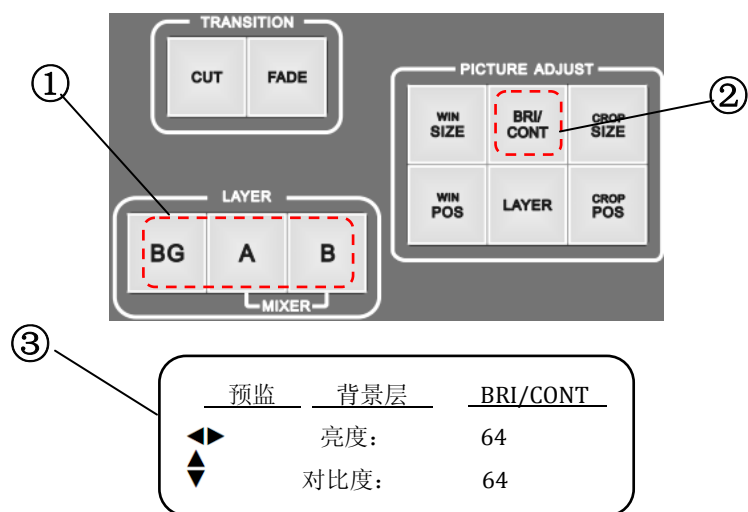 TRANSITION
CUT FADE
①
PICTURE ADJUST
②
WIN SIZE
BRI/ CONT
CROP SIZE
WIN POS
LAYER
CROP POS
LAYER
BG A B
MIXER
③
预监 背景层 BRI/CONT
◀▶ 亮度: 64
▲▼ 对比度: 64